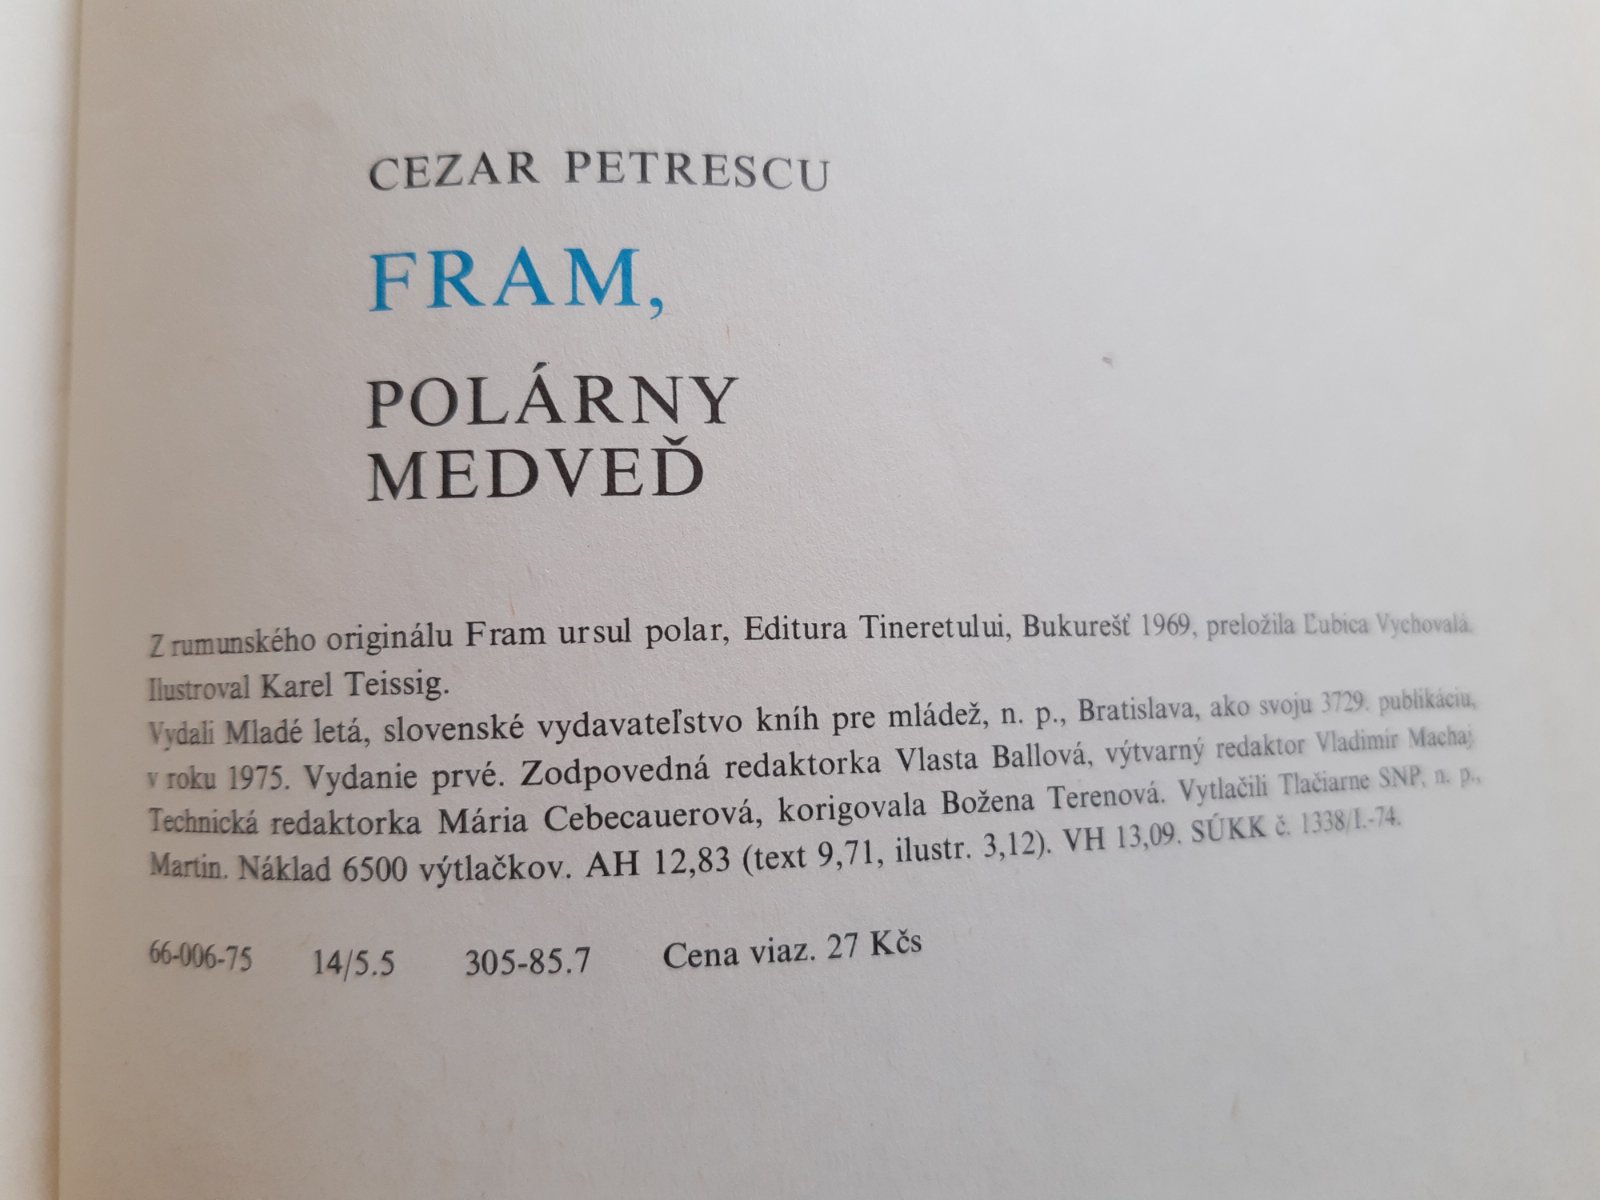 CEZAR PETRESCU
FRAM,
POLÁRNY
MEDVEĎ
Z rumunského originálu Fram ursul polar, Editura Tineretului, Bukurešť 1969, preložila Ľubica Vychovalá.
Ilustroval Karel Teissig.
Vydali Mladé letá, slovenské vydavateľstvo kníh pre mládež, n. p., Bratislava, ako svoju 3729. publikáciu,
v roku 1975. Vydanie prvé. Zodpovedná redaktorka Vlasta Ballová, výtvarný redaktor Vladimír Machaj.
Technická redaktorka Mária Cebecauerová, korigovala Božena Terenová. Vytlačili Tlačiarne SNP, n. p.,
Martin. Náklad 6500 výtlačkov. AH 12,83 (text 9,71, ilustr. 3,12). VH 13,09. SÚKK č. 1338/I.-74.
66-006-75 14/5.5 305-85.7 Cena viaz. 27 Kčs